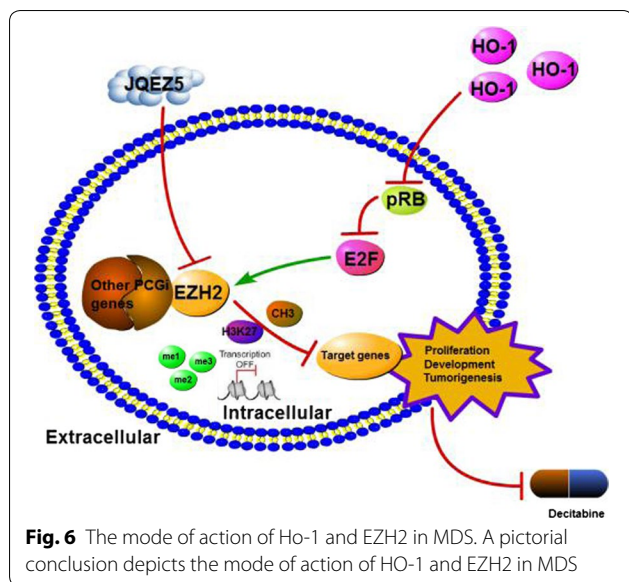 HO-1
HO-1
HO-1
JQEZ5
pRB
E2F
Other
genes
PCGi
EZH2
CH3
H3K27
Transcription
OFF
me1
me3
me2
Target genes
Proliferation
Development
Tumorigenesis
Intracellular
Extracellular
Decitabine
Fig. 6 The mode of action of Ho-1 and EZH2 in MDS. A pictorial
conclusion depicts the mode of action of HO-1 and EZH2 in MDS